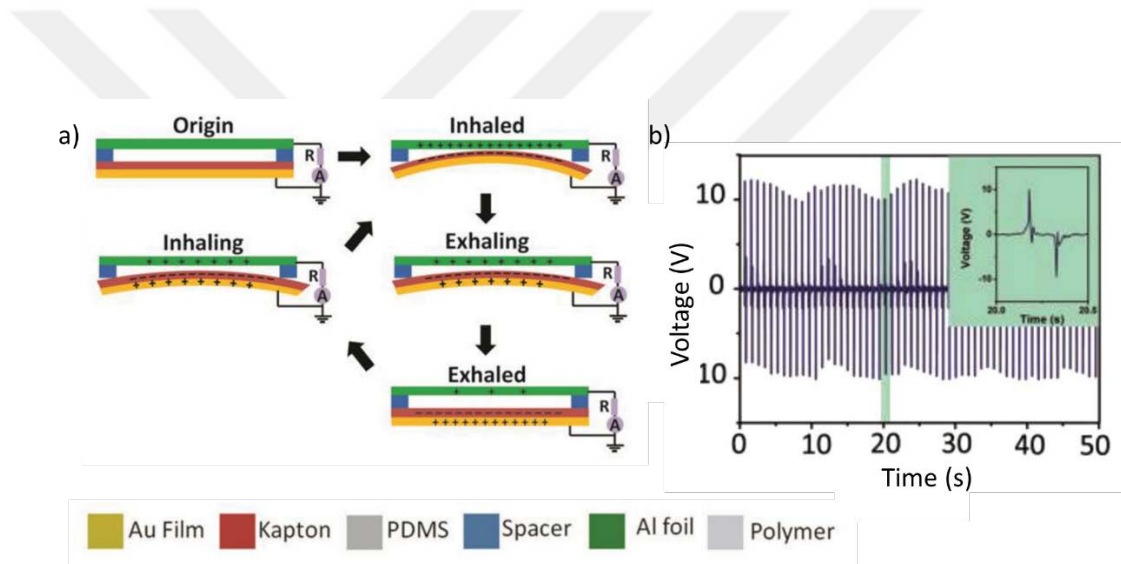 a)
Origin
R
A
Inhaled
++++++++++++++
R
A
Inhaling
+ + + + + + +
R
A
Exhaling
+ + + + + + +
R
A
Exhaled
+ + +
R
A
b)
Voltage (V)
10
0
10
0 10 20 30 40 50
Time (s)
Voltage (V)
10
0
-10
20.0 20.5
Time (s)
Au Film Kapton PDMS Spacer Al foil Polymer